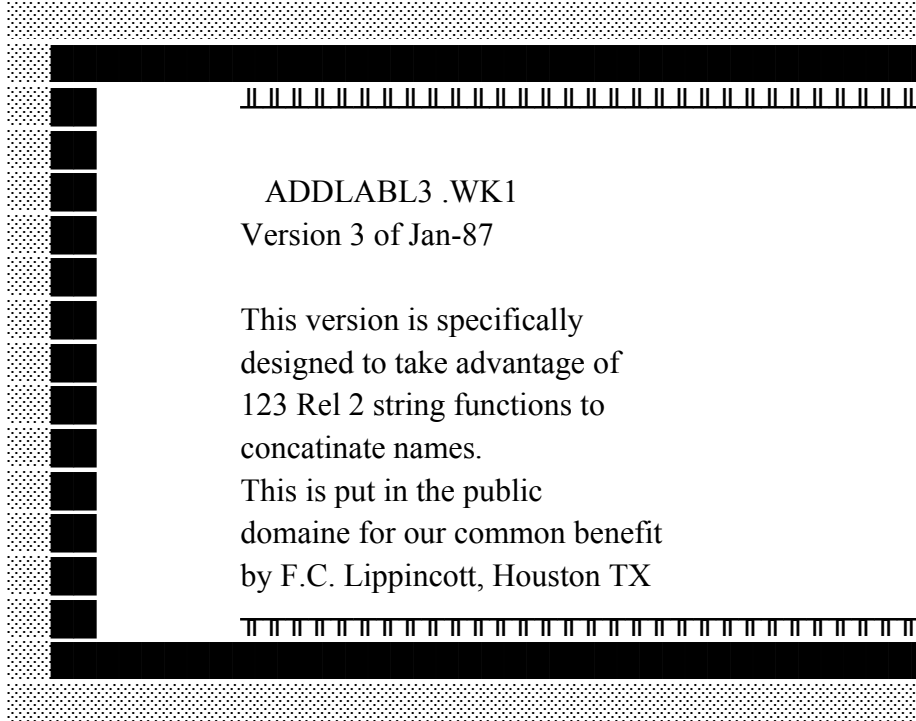 ADDLABL3 .WK1
Version 3 of Jan-87
This version is specifically
designed to take advantage of
123 Rel 2 string functions to
concatinate names.
This is put in the public
domaine for our common benefit
by F.C. Lippincott, Houston TX